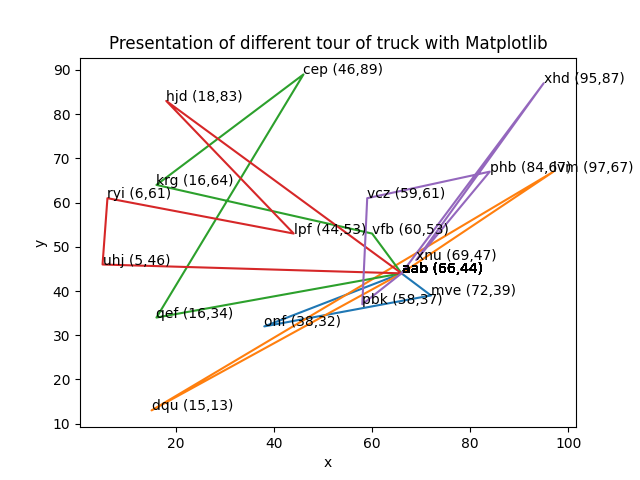 Presentation of different tour of truck with Matplotlib
90
80
70
60
50
40
30
20
10
y
20
40
60
80
100
x
cep (46,89)
xhd (95,87)
hjd (18,83)
phb (84,67)
krg (16,64)
ryi (6,61)
vcz (59,61)
lpf (44,53)
vfb (60,53)
xnu (69,47)
uhj (5,46)
mve (72,39)
pbk (58,37)
qef (16,34)
onf (38,32)
dqu (15,13)